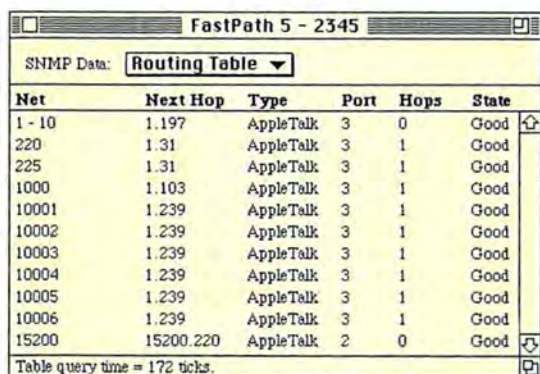 FastPath 5 - 2345
SNMP Data: Routing Table
Net Next Hop Type Port Hops State
1 - 10 1.197 AppleTalk 3 0 Good
220 1.31 AppleTalk 3 1 Good
225 1.31 AppleTalk 3 1 Good
1000 1.103 AppleTalk 3 1 Good
10001 1.239 AppleTalk 3 1 Good
10002 1.239 AppleTalk 3 1 Good
10003 1.239 AppleTalk 3 1 Good
10004 1.239 AppleTalk 3 1 Good
10005 1.239 AppleTalk 3 1 Good
10006 1.239 AppleTalk 3 1 Good
15200 15200.220 AppleTalk 2 0 Good
Table query time = 172 ticks.